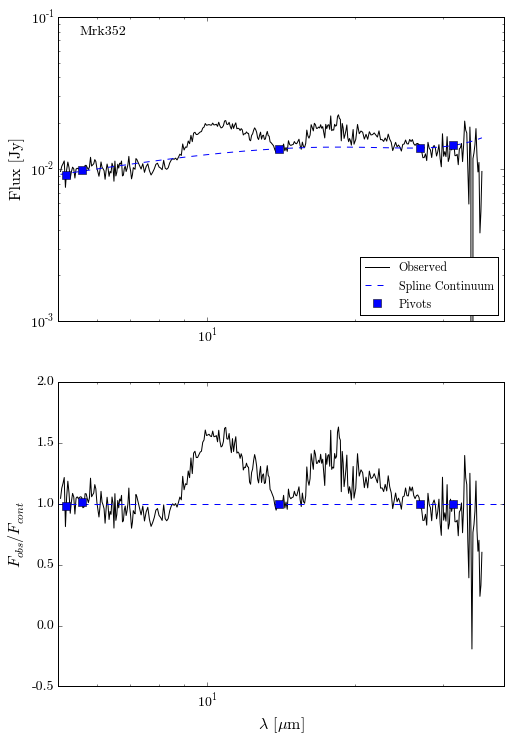 Mrk352
10⁻¹
10⁻²
10⁻³
Flux [Jy]
Observed
Spline Continuum
Pivots
10¹
2.0
1.5
1.0
0.5
0.0
-0.5
F_obs/F_cont
10¹
λ [μm]